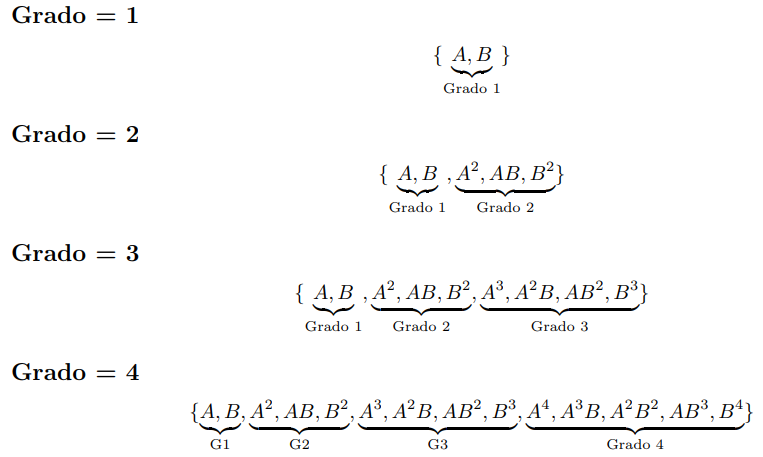 Grado = 1
{ A, B }
Grado 1
Grado = 2
{ A, B , A², AB, B²}
Grado 1 Grado 2
Grado = 3
{ A, B , A², AB, B², A³, A²B, AB², B³}
Grado 1 Grado 2 Grado 3
Grado = 4
{A, B, A², AB, B², A³, A²B, AB², B³, A⁴, A³B, A²B², AB³, B⁴}
G1 G2 G3 Grado 4